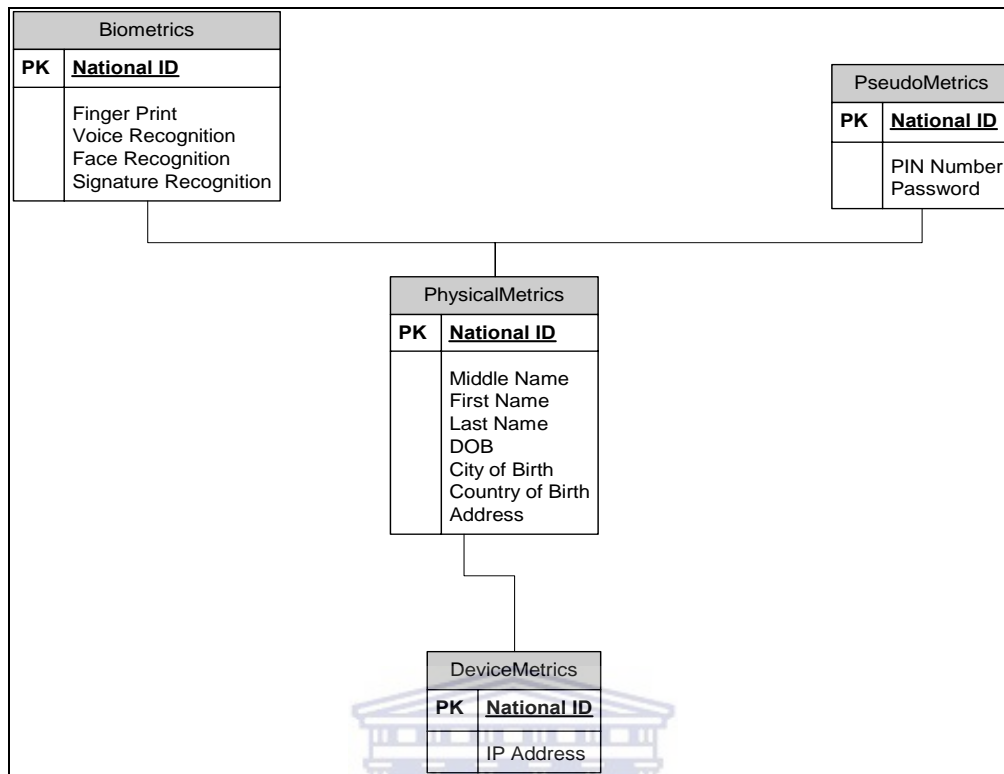 Biometrics
PK National ID
Finger Print
Voice Recognition
Face Recognition
Signature Recognition
PseudoMetrics
PK National ID
PIN Number
Password
PhysicalMetrics
PK National ID
Middle Name
First Name
Last Name
DOB
City of Birth
Country of Birth
Address
DeviceMetrics
PK National ID
IP Address